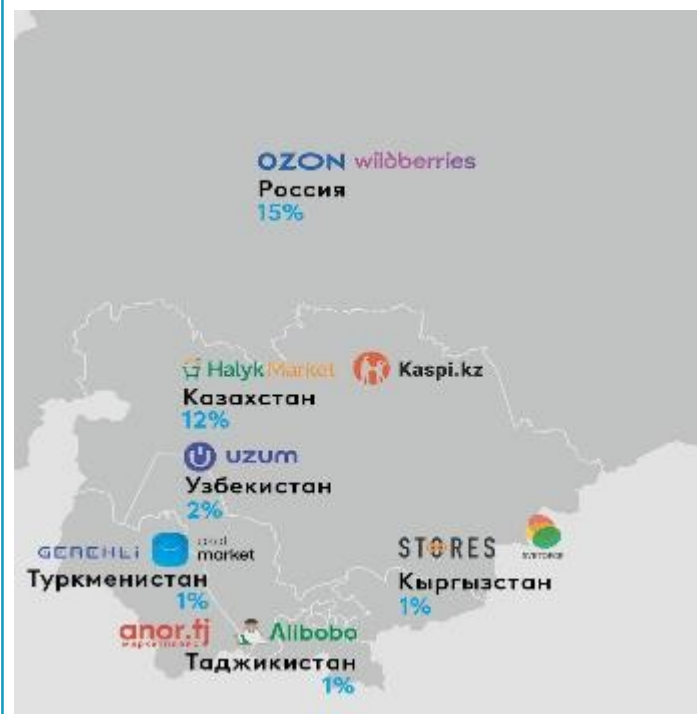 OZON wildberries
Россия
15%
Halyk Market Kaspi.kz
Казахстан
12%
uzum
Узбекистан
2%
GENEHLi market
Туркменистан
1%
STORES
Кыргызстан
1%
anor.tj Alibobo
маркетплейс
Таджикистан
1%